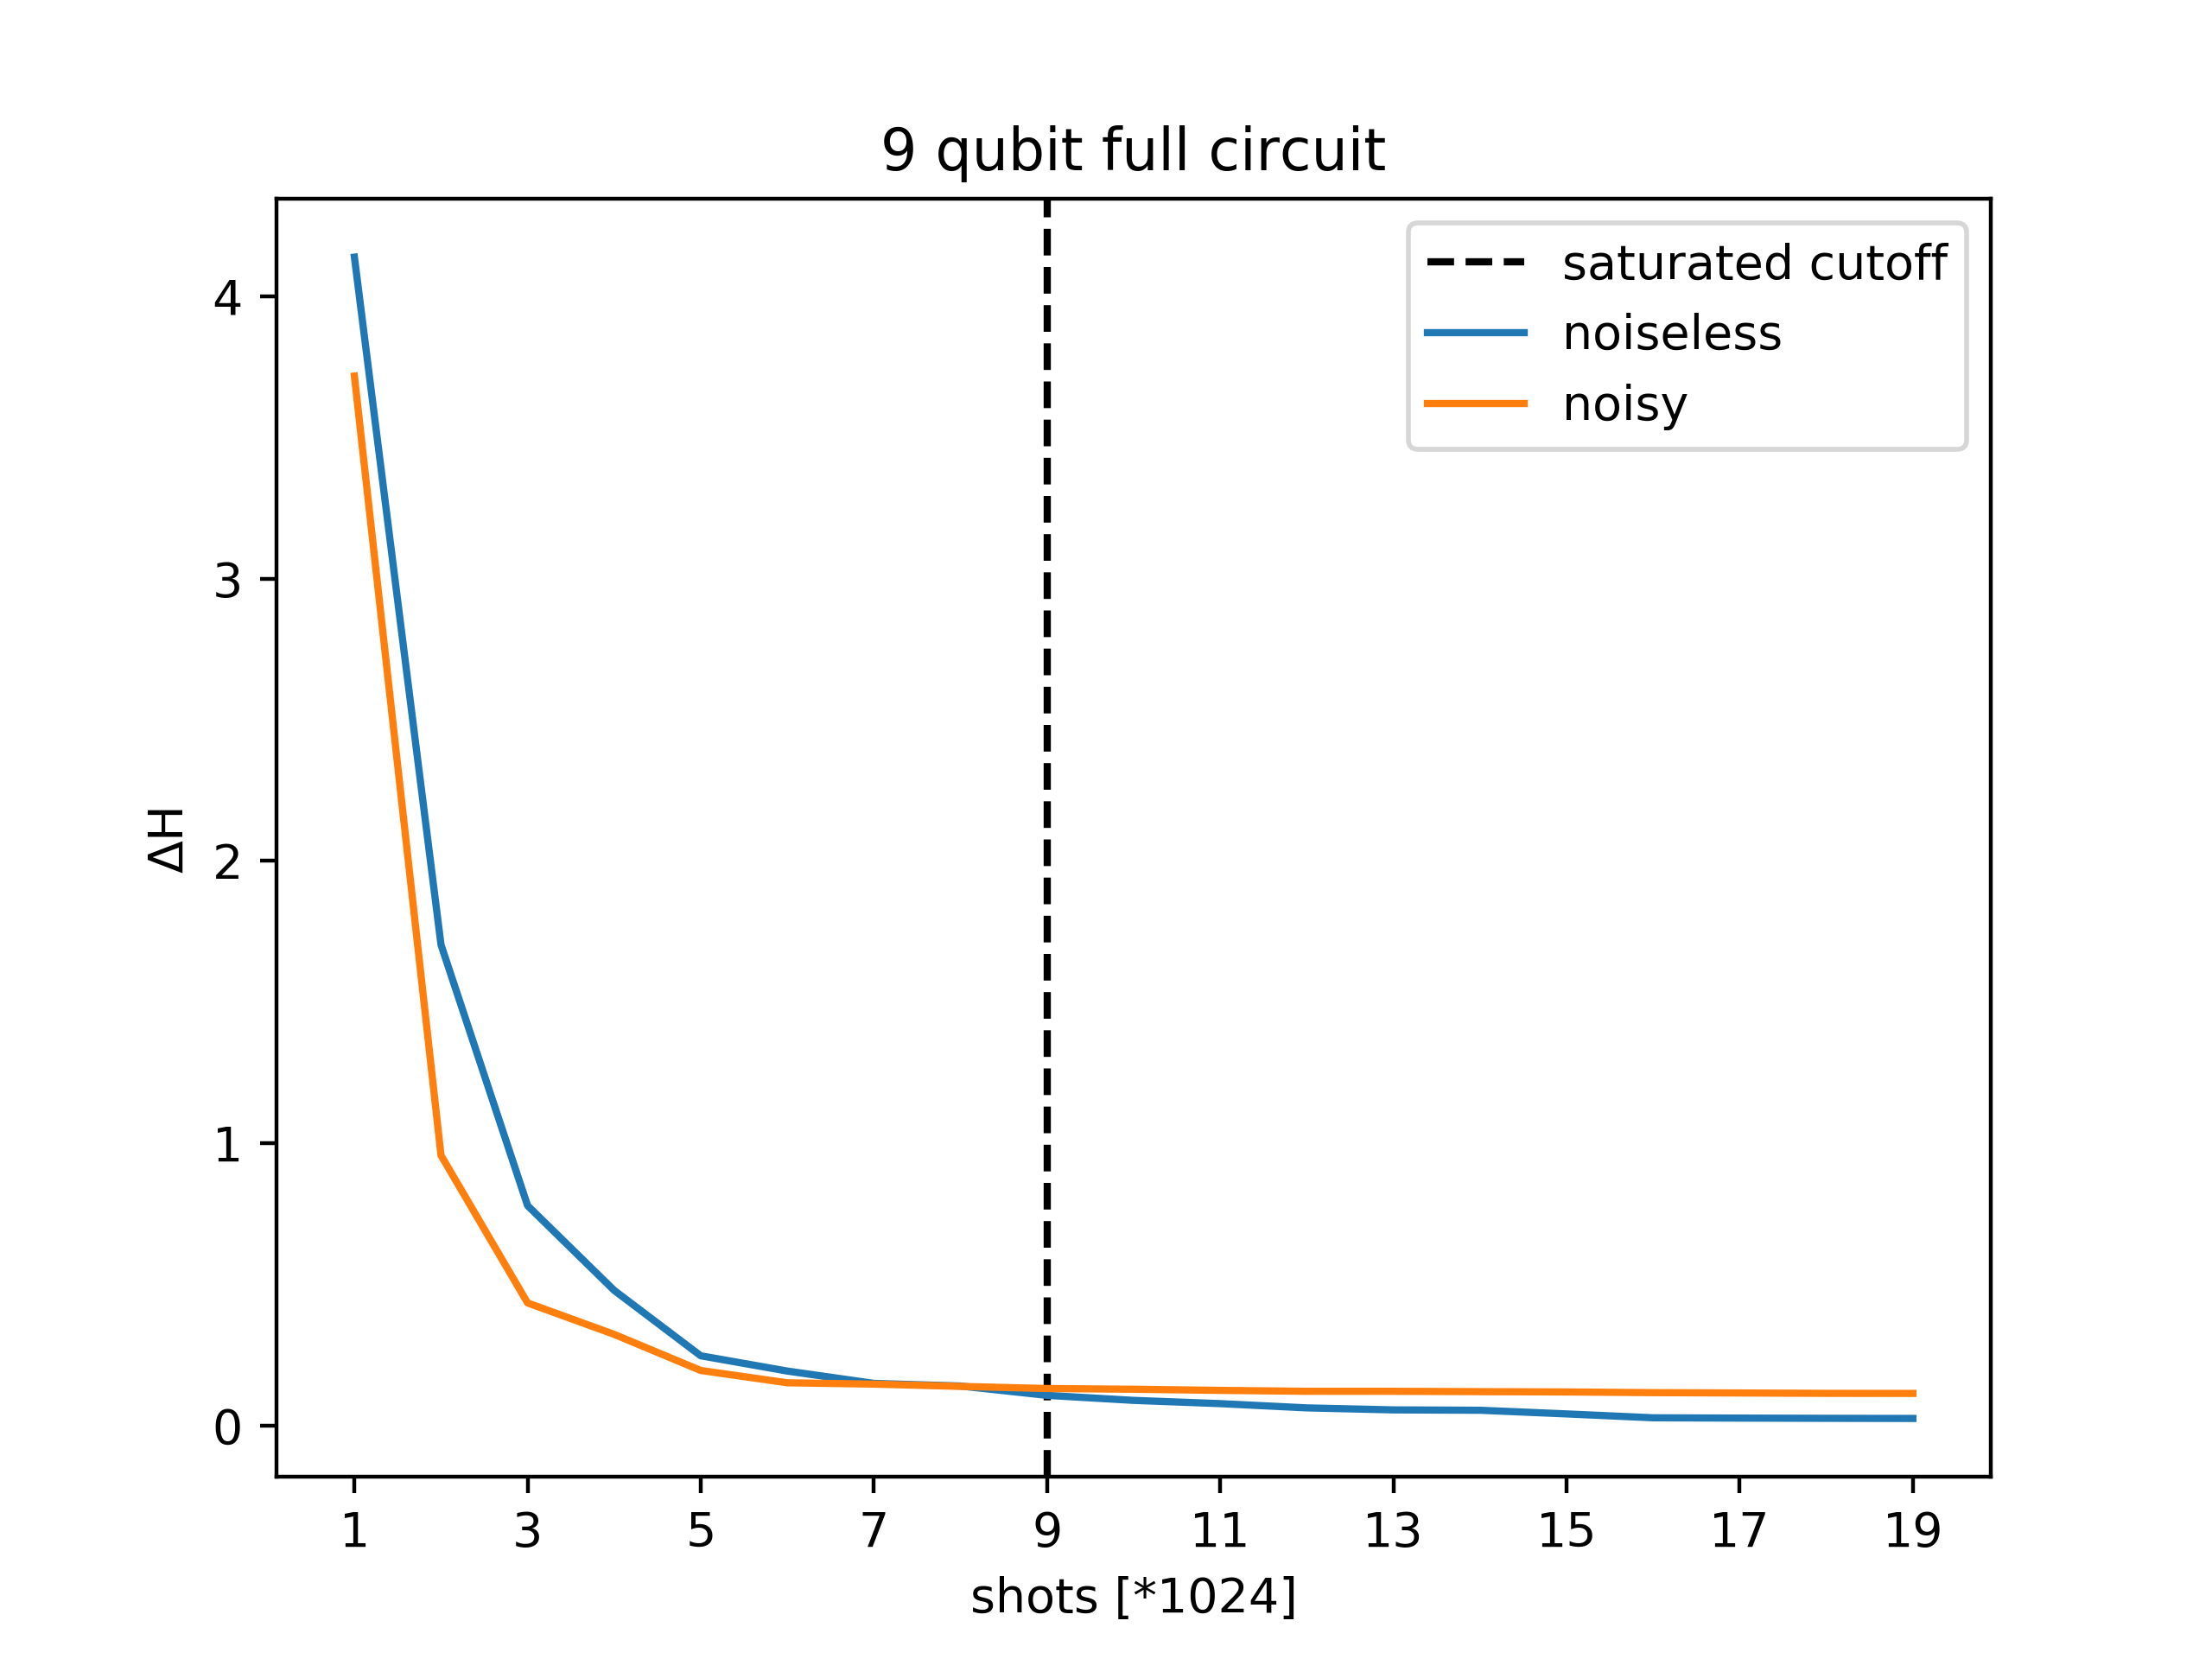 9 qubit full circuit
saturated cutoff
noiseless
noisy
4
3
2
1
0
ΔH
1 3 5 7 9 11 13 15 17 19
shots [*1024]